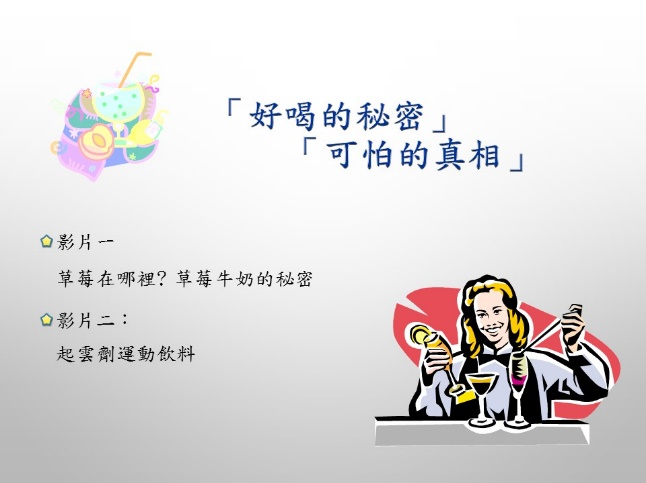 「好喝的秘密」
「可怕的真相」
影片一
草莓在哪裡？草莓牛奶的秘密
影片二：
起雲劑運動飲料